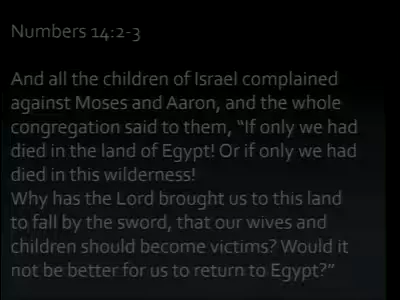 Numbers 14:2-3
And all the children of Israel complained
against Moses and Aaron, and the whole
congregation said to them, “If only we had
died in the land of Egypt! Or if only we had
died in this wilderness!
Why has the Lord brought us to this land
to fall by the sword, that our wives and
children should become victims? Would it
not be better for us to return to Egypt?”